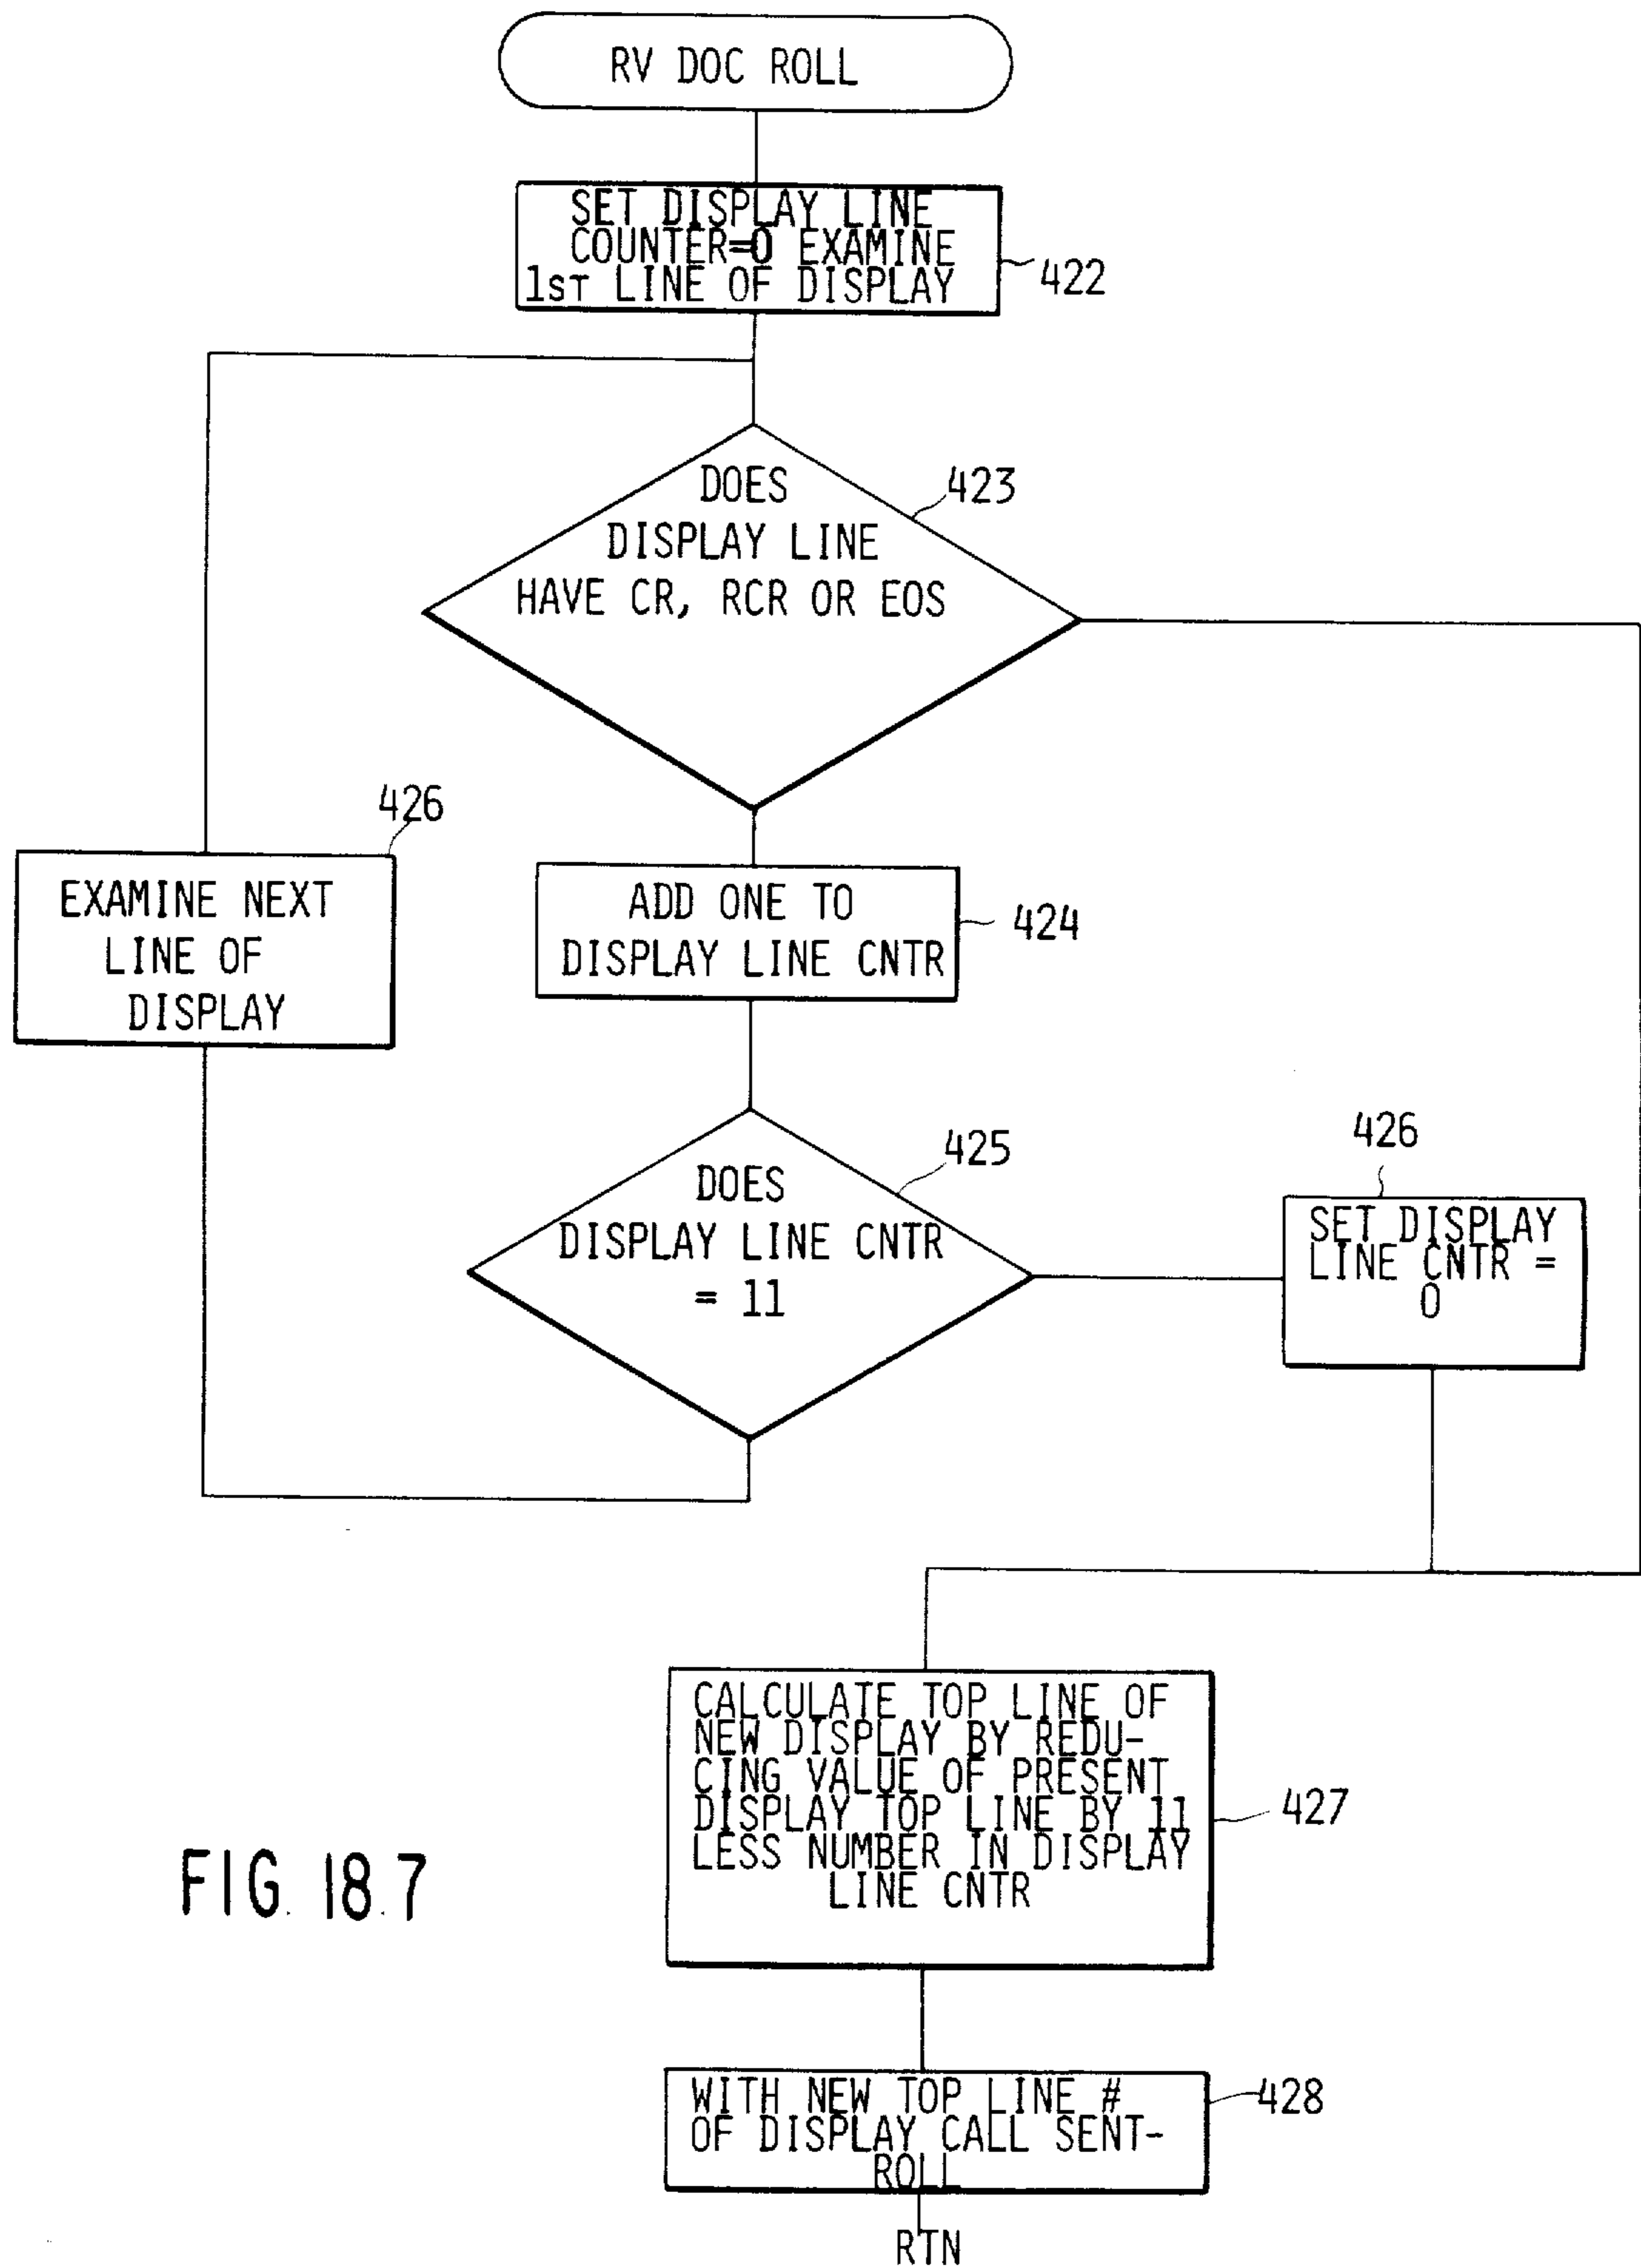 RV DOC ROLL
SET DISPLAY LINE
COUNTER=0 EXAMINE
1ST LINE OF DISPLAY
422
DOES
DISPLAY LINE
HAVE CR, RCR OR EOS
423
426
EXAMINE NEXT
LINE OF
DISPLAY
ADD ONE TO
DISPLAY LINE CNTR
424
DOES
DISPLAY LINE CNTR
= 11
425
426
SET DISPLAY
LINE CNTR =
0
CALCULATE TOP LINE OF
NEW DISPLAY BY REDU-
CING VALUE OF PRESENT
DISPLAY TOP LINE BY 11
LESS NUMBER IN DISPLAY
LINE CNTR
427
FIG. 18.7
WITH NEW TOP LINE #
OF DISPLAY CALL SENT-
ROLL
428
RTN